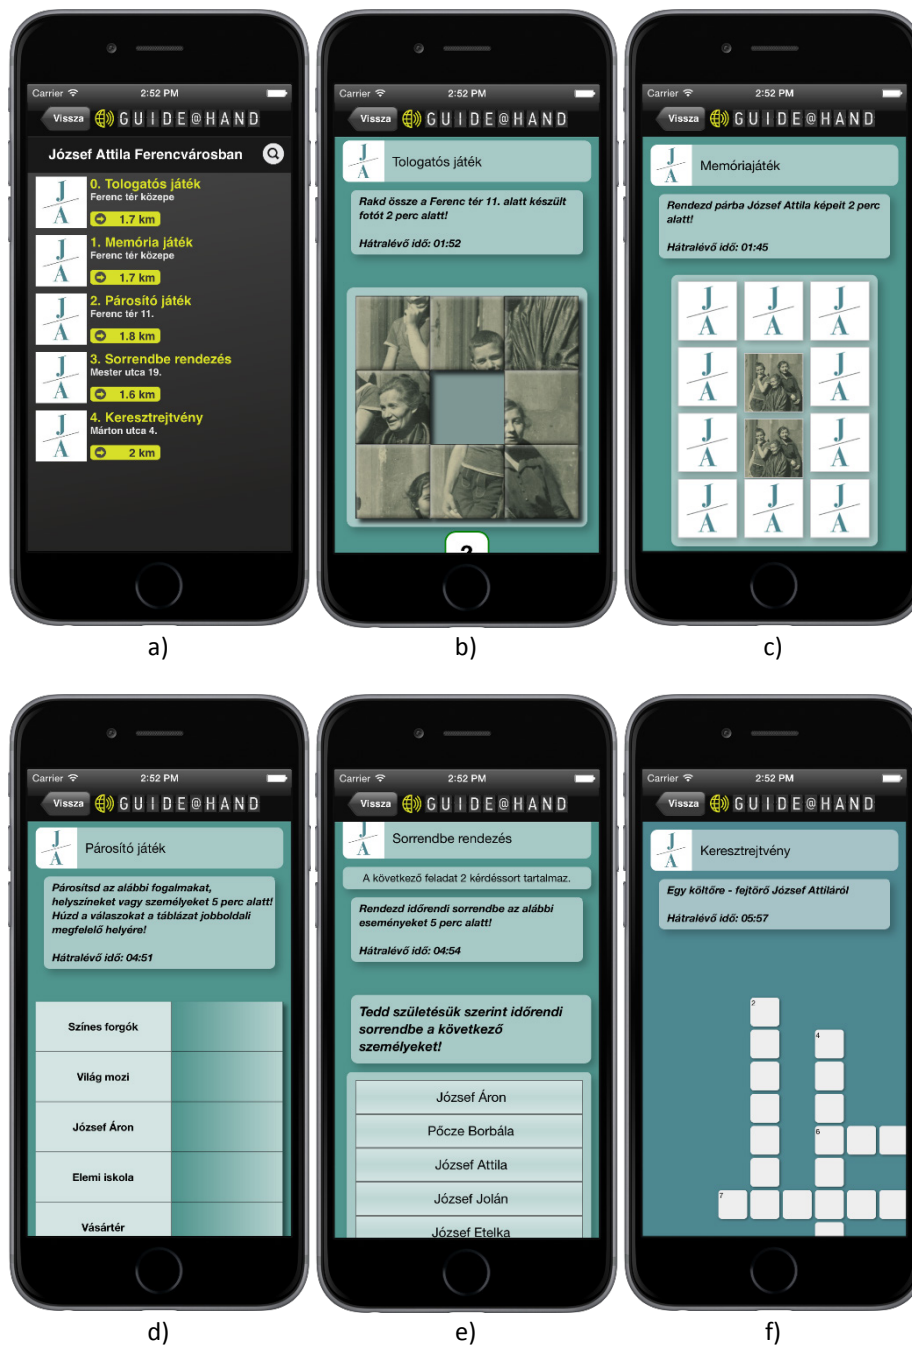 Carrier 2:52 PM
Vissza GUIDE@HAND
József Attila Ferencvárosban
J A 0. Tologatós játék
Ferenc tér közepe
1.7 km
J A 1. Memória játék
Ferenc tér közepe
1.7 km
J A 2. Párosító játék
Ferenc tér 11.
1.8 km
J A 3. Sorrendbe rendezés
Mester utca 19.
1.6 km
J A 4. Keresztrejtvény
Márton utca 4.
2 km
a)
Carrier 2:52 PM
Vissza GUIDE@HAND
J A Tologatós játék
Rakd össze a Ferenc tér 11. alatt készült
fotót 2 perc alatt!
Hátralévő idő: 01:52
b)
Carrier 2:52 PM
Vissza GUIDE@HAND
J A Memóriajáték
Rendezd párba József Attila képeit 2 perc
alatt!
Hátralévő idő: 01:45
J A J A J A
J A J A
J A J A
J A J A J A
c)
Carrier 2:52 PM
Vissza GUIDE@HAND
J A Párosító játék
Párosítsd az alábbi fogalmakat,
helyszíneket vagy személyeket 5 perc alatt!
Húzd a válaszokat a táblázat jobboldali
megfelelő helyére!
Hátralévő idő: 04:51
Színes forgók
Világ mozi
József Áron
Elemi iskola
Vásártér
d)
Carrier 2:52 PM
Vissza GUIDE@HAND
J A Sorrendbe rendezés
A következő feladat 2 kérdéssort tartalmaz.
Rendezd időrendi sorrendbe az alábbi
eseményeket 5 perc alatt!
Hátralévő idő: 04:54
Tedd születésük szerint időrendi
sorrendbe a következő
személyeket!
József Áron
Pőcze Borbála
József Attila
József Jolán
József Etelka
e)
Carrier 2:52 PM
Vissza GUIDE@HAND
J A Keresztrejtvény
Egy költőre - fejtörő József Attiláról
Hátralévő idő: 05:57
2
4
6
7
f)